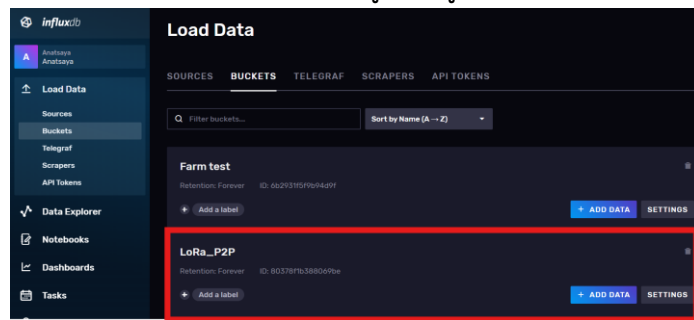 influxdb
A
Anatsaya
Anatsaya
Load Data
Sources
Buckets
Telegraf
Scrapers
API Tokens
Data Explorer
Notebooks
Dashboards
Tasks
Load Data
SOURCES BUCKETS TELEGRAF SCRAPERS API TOKENS
Filter buckets...
Sort by Name (A → Z)
Farm test
Retention: Forever ID: 6b2931f5f9b94d9f
+ Add a label
+ ADD DATA SETTINGS
LoRa_P2P
Retention: Forever ID: 80378f1b388069be
+ Add a label
+ ADD DATA SETTINGS